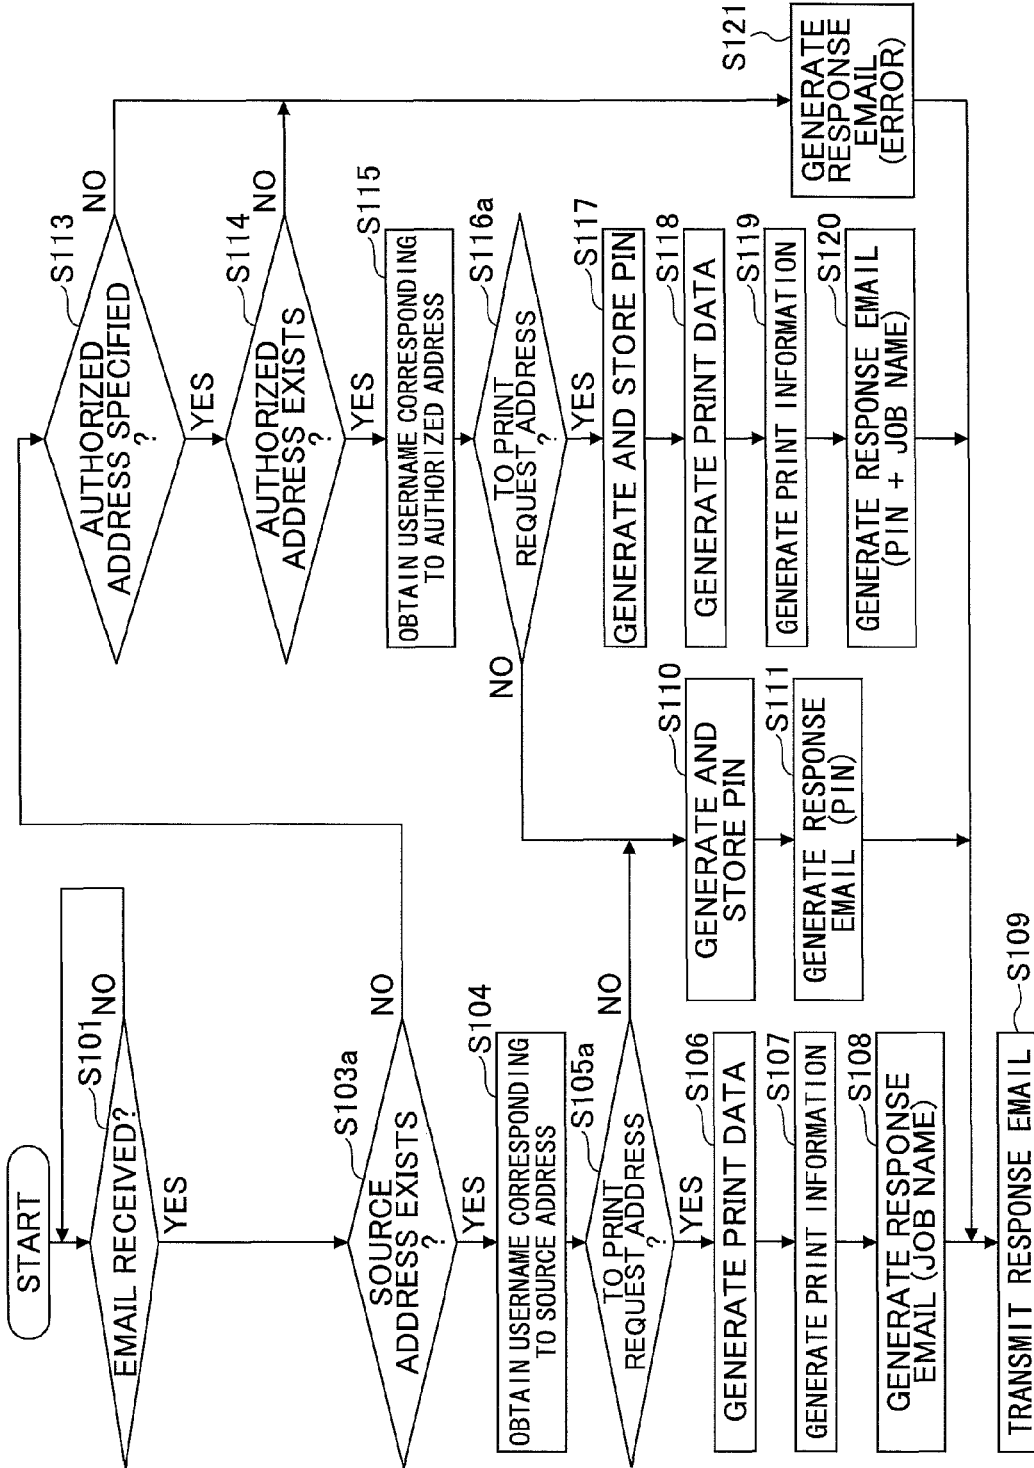 START
EMAIL RECEIVED?
S101
NO
YES
SOURCE
ADDRESS EXISTS
?
S103a
NO
YES
OBTAIN USERNAME CORRESPONDING
TO SOURCE ADDRESS
S104
TO PRINT
REQUEST ADDRESS
?
S105a
NO
YES
GENERATE PRINT DATA
S106
GENERATE PRINT INFORMATION
S107
GENERATE RESPONSE
EMAIL (JOB NAME)
S108
TRANSMIT RESPONSE EMAIL
S109
GENERATE AND
STORE PIN
S110
GENERATE RESPONSE
EMAIL (PIN)
S111
AUTHORIZED
ADDRESS SPECIFIED
?
S113
NO
YES
AUTHORIZED
ADDRESS EXISTS
?
S114
NO
YES
OBTAIN USERNAME CORRESPONDING
TO AUTHORIZED ADDRESS
S115
TO PRINT
REQUEST ADDRESS
?
S116a
NO
YES
GENERATE AND STORE PIN
S117
GENERATE PRINT DATA
S118
GENERATE PRINT INFORMATION
S119
GENERATE RESPONSE EMAIL
(PIN + JOB NAME)
S120
GENERATE
RESPONSE
EMAIL
(ERROR)
S121